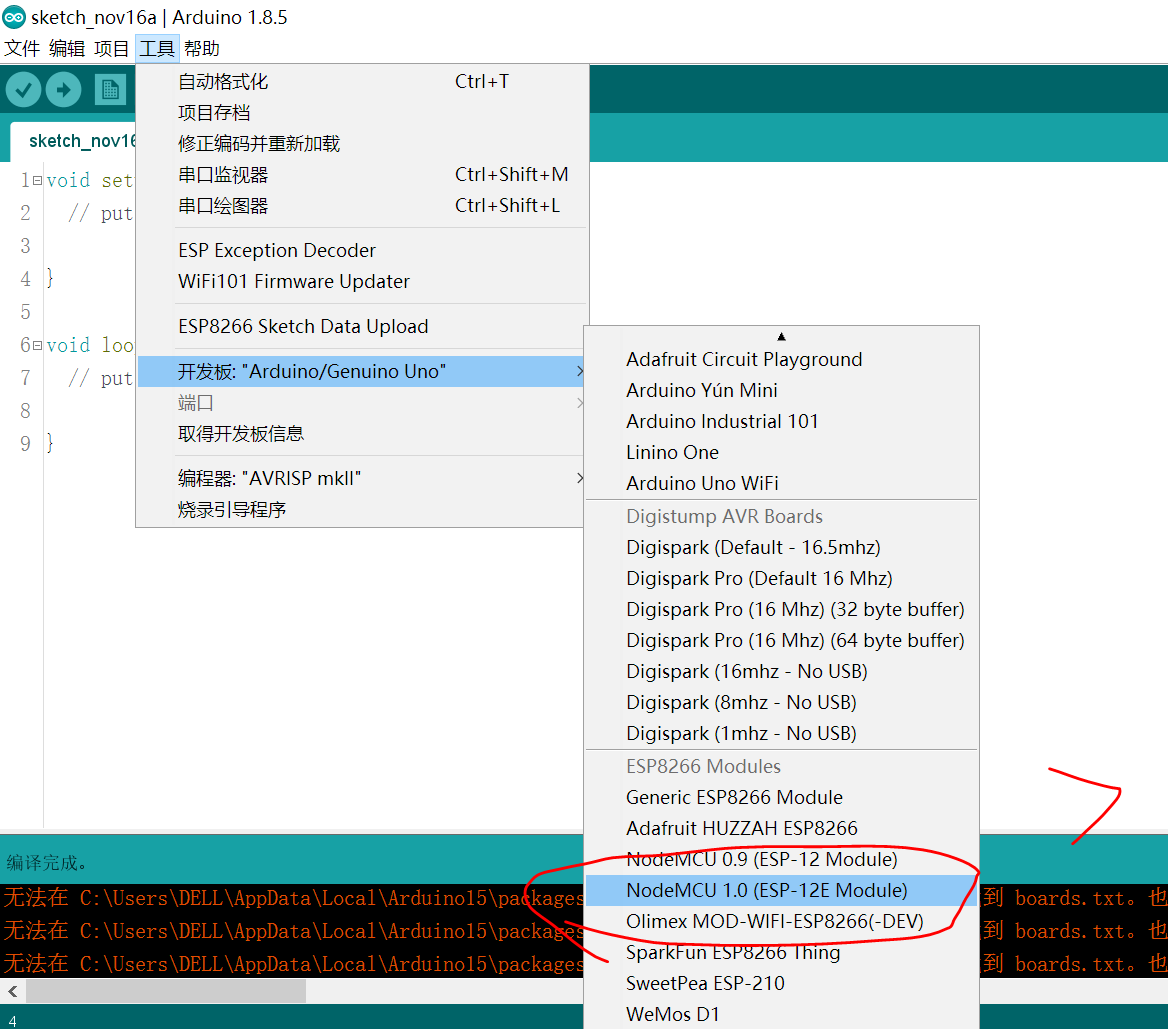 sketch_nov16a | Arduino 1.8.5
文件 编辑 项目 工具 帮助
sketch_nov16
自动格式化 Ctrl+T
项目存档
修正编码并重新加载
串口监视器 Ctrl+Shift+M
串口绘图器 Ctrl+Shift+L
ESP Exception Decoder
WiFi101 Firmware Updater
ESP8266 Sketch Data Upload
开发板: "Arduino/Genuino Uno"
端口
取得开发板信息
编程器: "AVRISP mkII"
烧录引导程序
1 void set
2 // put
3
4 }
5
6 void loo
7 // put
8
9 }
Adafruit Circuit Playground
Arduino Yún Mini
Arduino Industrial 101
Linino One
Arduino Uno WiFi
Digistump AVR Boards
Digispark (Default - 16.5mhz)
Digispark Pro (Default 16 Mhz)
Digispark Pro (16 Mhz) (32 byte buffer)
Digispark Pro (16 Mhz) (64 byte buffer)
Digispark (16mhz - No USB)
Digispark (8mhz - No USB)
Digispark (1mhz - No USB)
ESP8266 Modules
Generic ESP8266 Module
Adafruit HUZZAH ESP8266
NodeMCU 0.9 (ESP-12 Module)
NodeMCU 1.0 (ESP-12E Module)
Olimex MOD-WIFI-ESP8266(-DEV)
SparkFun ESP8266 Thing
SweetPea ESP-210
WeMos D1
编译完成。
无法在 C:\Users\DELL\AppData\Local\Arduino15\packages 到 boards.txt。也
无法在 C:\Users\DELL\AppData\Local\Arduino15\packages 到 boards.txt。也
无法在 C:\Users\DELL\AppData\Local\Arduino15\packages 到 boards.txt。也
4